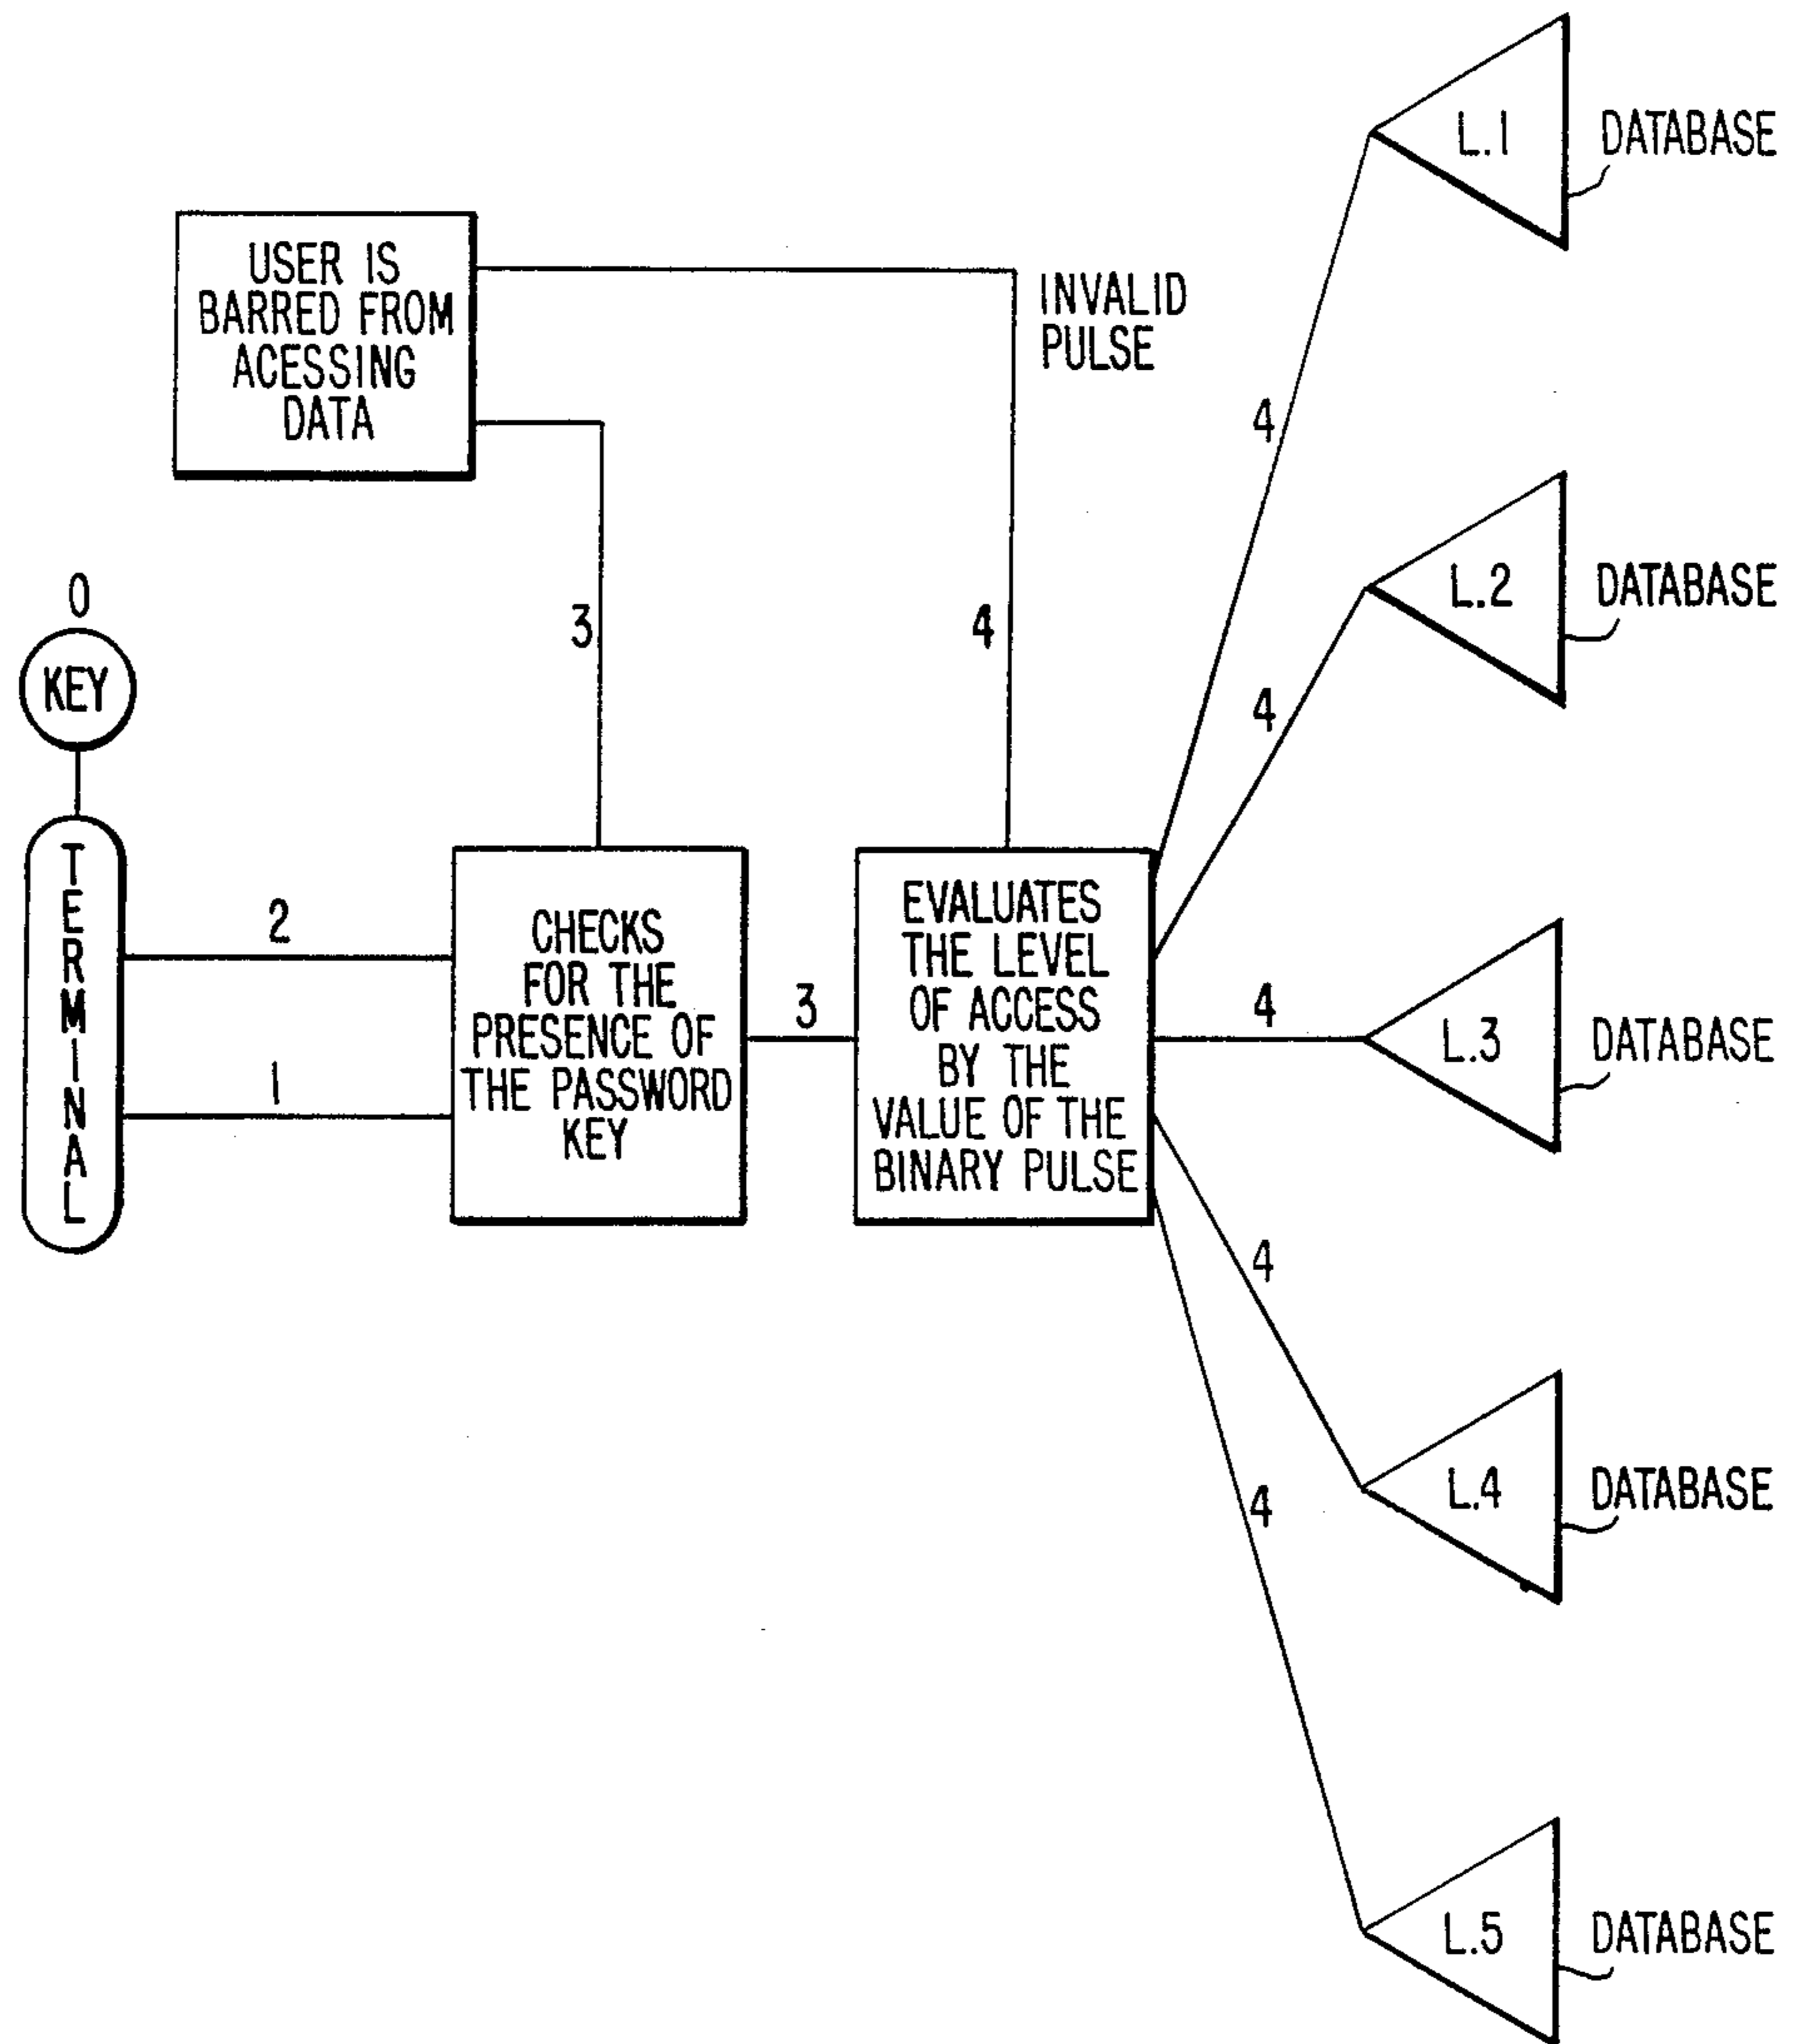 L.1
DATABASE
USER IS
BARRED FROM
ACESSING
DATA
INVALID
PULSE
4
L.2
DATABASE
0
KEY
3
4
4
TERMINAL
2
1
CHECKS
FOR THE
PRESENCE OF
THE PASSWORD
KEY
3
EVALUATES
THE LEVEL
OF ACCESS
BY THE
VALUE OF THE
BINARY PULSE
4
L.3
DATABASE
4
L.4
DATABASE
4
L.5
DATABASE